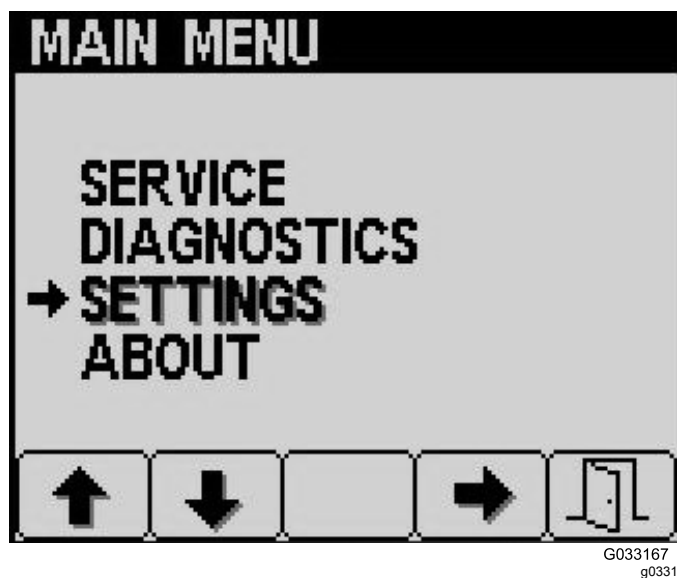 MAIN MENU
SERVICE
DIAGNOSTICS
SETTINGS
ABOUT
G033167
g0331